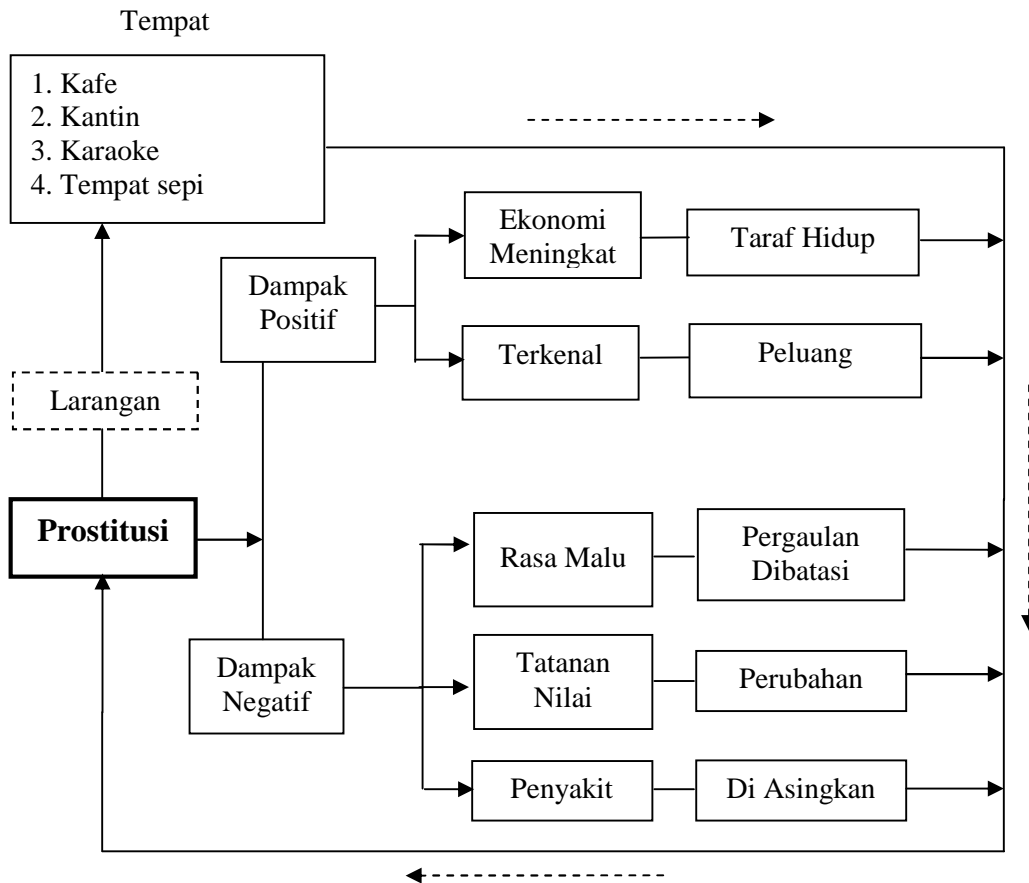 Tempat
1. Kafe
2. Kantin
3. Karaoke
4. Tempat sepi
Ekonomi
Meningkat
Taraf Hidup
Dampak
Positif
Terkenal
Peluang
Larangan
Prostitusi
Rasa Malu
Pergaulan
Dibatasi
Dampak
Negatif
Tatanan
Nilai
Perubahan
Penyakit
Di Asingkan